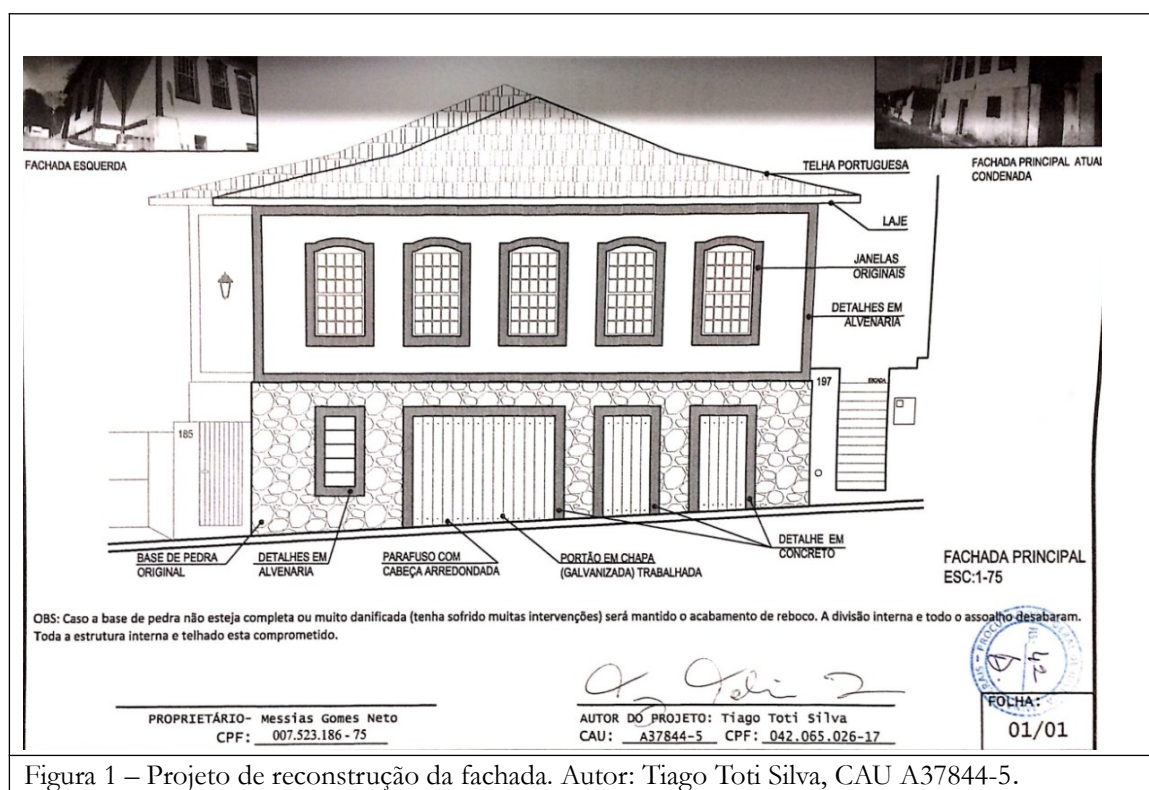 FACHADA ESQUERDA
TELHA PORTUGUESA
FACHADA PRINCIPAL ATUAL
CONDENADA
LAJE
JANELAS
ORIGINAIS
DETALHES EM
ALVENARIA
197
ESCADA
185
BASE DE PEDRA
ORIGINAL
DETALHES EM
ALVENARIA
PARAFUSO COM
CABEÇA ARREDONDADA
PORTÃO EM CHAPA
(GALVANIZADA) TRABALHADA
DETALHE EM
CONCRETO
FACHADA PRINCIPAL
ESC:1-75
OBS: Caso a base de pedra não esteja completa ou muito danificada (tenha sofrido muitas intervenções) será mantido o acabamento de reboco. A divisão interna e todo o assoalho desabaram.
Toda a estrutura interna e telhado esta comprometido.
PROPRIETÁRIO- Messias Gomes Neto
CPF: 007.523.186-75
AUTOR DO PROJETO: Tiago Toti Silva
CAU: A37844-5 CPF: 042.065.026-17
42
FOLHA:
01/01
Figura 1 – Projeto de reconstrução da fachada. Autor: Tiago Toti Silva, CAU A37844-5.